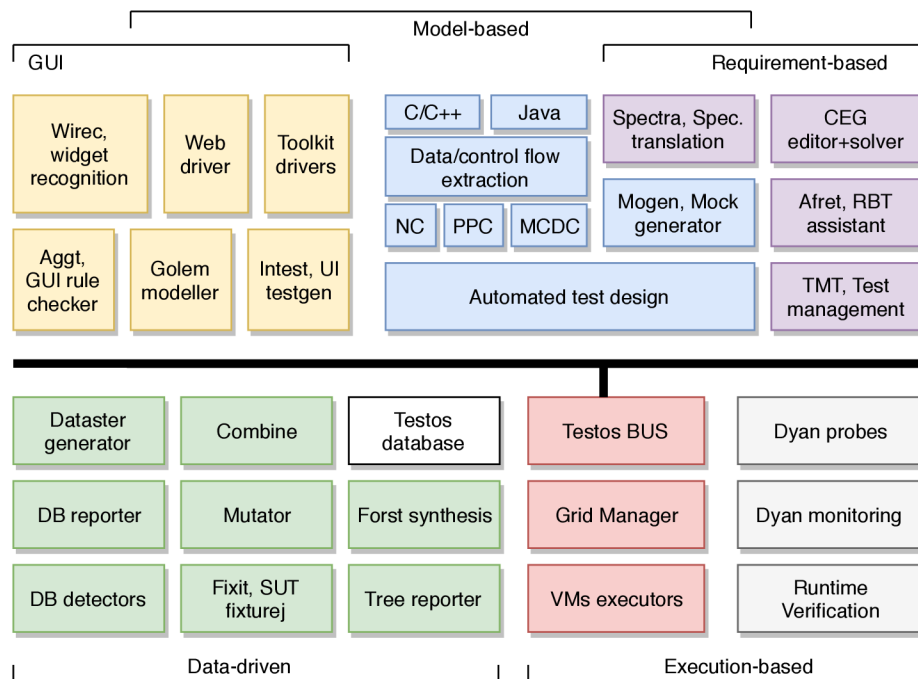 Model-based
GUI
Requirement-based
Wirec,
widget
recognition
Web
driver
Toolkit
drivers
C/C++
Java
Data/control flow
extraction
NC
PPC
MCDC
Spectra, Spec.
translation
CEG
editor+solver
Mogen, Mock
generator
Afret, RBT
assistant
Aggt,
GUI rule
checker
Golem
modeller
Intest, UI
testgen
Automated test design
TMT, Test
management
Dataster
generator
Combine
Testos
database
Testos BUS
Dyan probes
DB reporter
Mutator
Forst synthesis
Grid Manager
Dyan monitoring
DB detectors
Fixit, SUT
fixturej
Tree reporter
VMs executors
Runtime
Verification
Data-driven
Execution-based